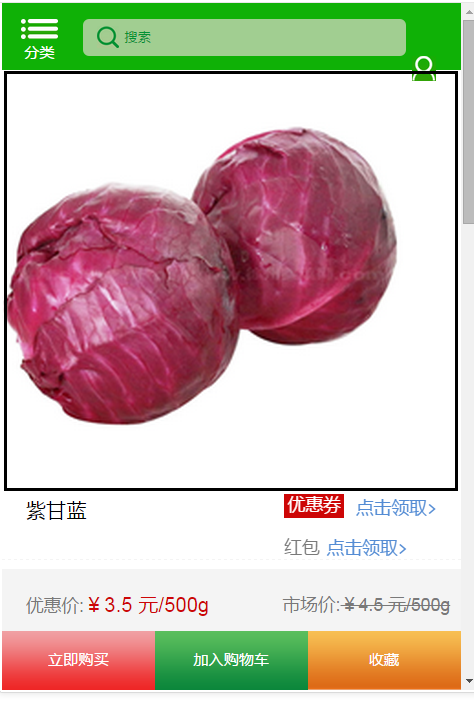 分类
搜索
紫甘蓝
优惠券 点击领取>
红包 点击领取>
优惠价: ¥ 3.5 元/500g
市场价: ¥ 4.5 元/500g
立即购买 加入购物车 收藏